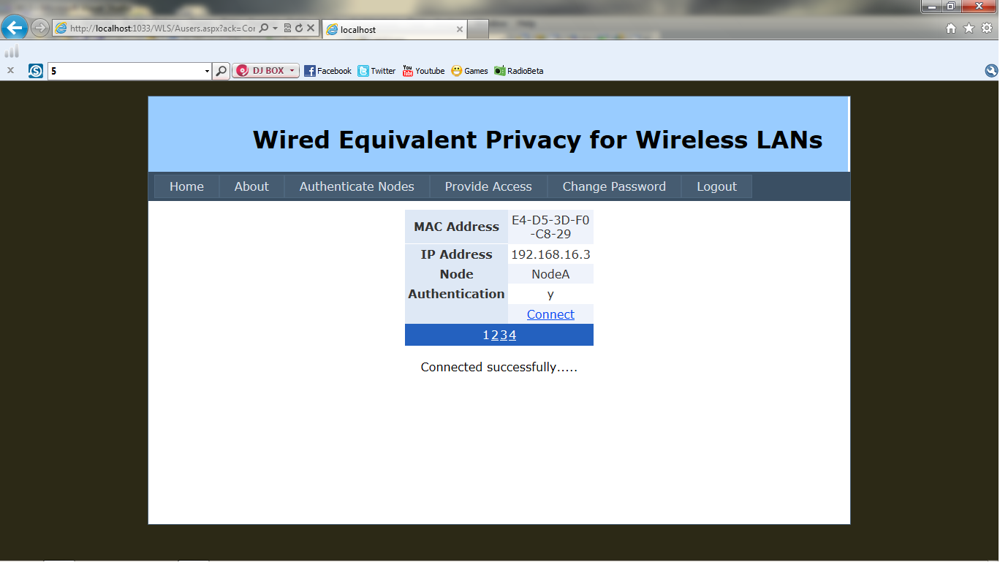 http://localhost:1033/WLS/Ausers.aspx?ack=Cor
localhost
5
DJ BOX
Facebook
Twitter
You Tube
Youtube
Games
RadioBeta
Wired Equivalent Privacy for Wireless LANs
Home
About
Authenticate Nodes
Provide Access
Change Password
Logout
MAC Address
E4-D5-3D-F0
-C8-29
IP Address
192.168.16.3
Node
NodeA
Authentication
y
Connect
1234
Connected successfully.....